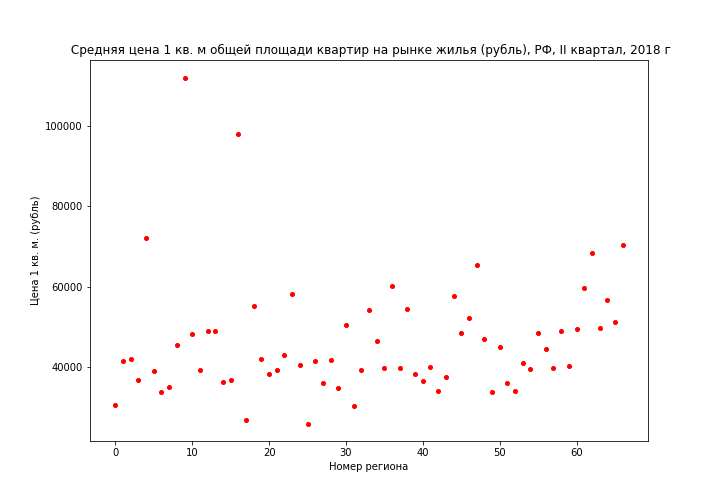 Средняя цена 1 кв. м общей площади квартир на рынке жилья (рубль), РФ, II квартал, 2018 г
100000
80000
60000
40000
Цена 1 кв. м. (рубль)
0 10 20 30 40 50 60
Номер региона